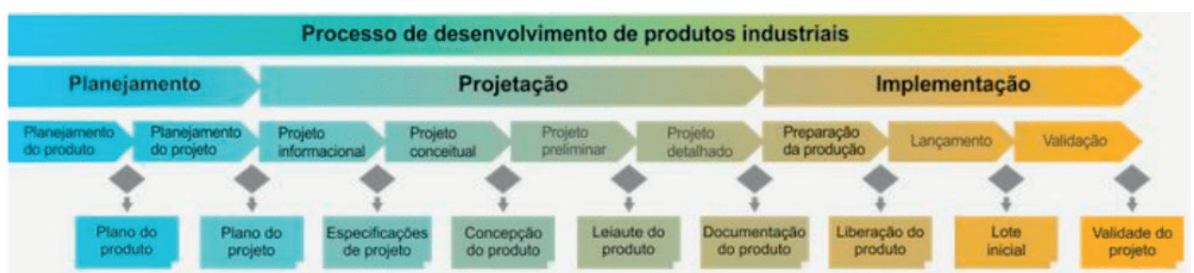 Processo de desenvolvimento de produtos industriais
Planejamento
Projetação
Implementação
Planejamento
do produto
Planejamento
do projeto
Projeto
informacional
Projeto
conceitual
Projeto
preliminar
Projeto
detalhado
Preparação
da produção
Lançamento
Validação
Plano do
produto
Plano do
projeto
Especificações
de projeto
Concepção
do produto
Leiaute do
produto
Documentação
do produto
Liberação do
produto
Lote
inicial
Validade do
projeto